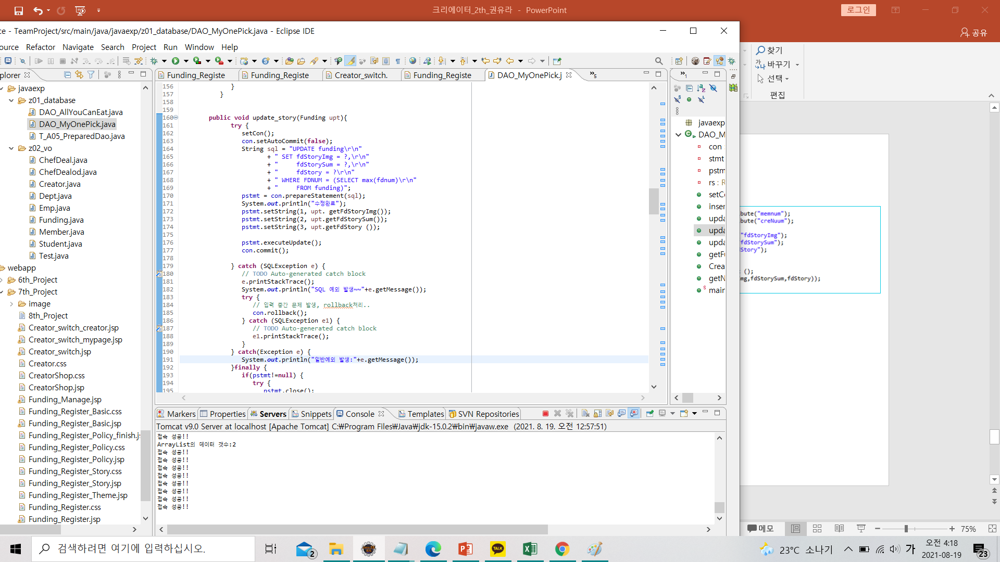 크리에이터_2th_권유라 - PowerPoint
로그인
공유
ce - TeamProject/src/main/java/javaexp/z01_database/DAO_MyOnePick.java - Eclipse IDE
ource Refactor Navigate Search Project Run Window Help
찾기
바꾸기
선택
편집
plorer
javaexp
z01_database
DAO_AllYouCanEat.java
DAO_MyOnePick.java
T_A05_PreparedDao.java
z02_vo
ChefDeal.java
ChefDealod.java
Creator.java
Dept.java
Emp.java
Funding.java
Member.java
Student.java
Test.java
webapp
6th_Project
7th_Project
image
8th_Project
Creator_switch_creator.jsp
Creator_switch_mypage.jsp
Creator_switch.jsp
Creator.css
CreatorShop.css
CreatorShop.jsp
Funding_Manage.jsp
Funding_Register_Basic.css
Funding_Register_Basic.jsp
Funding_Register_Policy_finish.js
Funding_Register_Policy.css
Funding_Register_Policy.jsp
Funding_Register_Story.css
Funding_Register_Story.jsp
Funding_Register_Theme.jsp
Funding_Register.css
Funding_Register.jsp
Funding_Registe Funding_Registe Creator_switch. Funding_Registe DAO_MyOnePick.j »5
156 }
157 }
158
159
160 public void update_story(Funding upt){
161 try {
162 setCon();
163 con.setAutoCommit(false);
164 String sql = "UPDATE funding\r\n"
165 + " SET fdStoryImg = ?,\r\n"
166 + "     fdStorySum = ?,\r\n"
167 + "     fdStory = ?\r\n"
168 + " WHERE FDNUM = (SELECT max(fdnum)\r\n"
169 + "     FROM funding)";
170 pstmt = con.prepareStatement(sql);
171 System.out.println("수정완료");
172 pstmt.setString(1, upt. getFdStoryImg());
173 pstmt.setString(2, upt.getFdStorySum());
174 pstmt.setString(3, upt.getFdStory ());
175
176 pstmt.executeUpdate();
177 con.commit();
178
179 } catch (SQLException e) {
180 // TODO Auto-generated catch block
181 e.printStackTrace();
182 System.out.println("SQL 예외 발생~~"+e.getMessage());
183 try {
184 // 입력 중간 문제 발생, rollback처리..
185 con.rollback();
186 } catch (SQLException e1) {
187 // TODO Auto-generated catch block
188 e1.printStackTrace();
189 }
190 } catch(Exception e) {
191 System.out.println("일반예외 발생:"+e.getMessage());
192 }finally {
193 if(pstmt!=null) {
194 try {
195 pstmt.close();
»1
javaexp
DAO_M
con
stmt
pstm
rs : R
setC
inser
upda
upda
upda
getFu
Crea
getN
main
bute("memnum");
bute("creNuum");
"fdStoryImg");
fdStorySum");
Story");
();
mg,fdStorySum,fdStory));
Markers Properties Servers Snippets Console Templates SVN Repositories
Tomcat v9.0 Server at localhost [Apache Tomcat] C:₩Program Files₩Java₩jdk-15.0.2₩bin₩javaw.exe (2021. 8. 19. 오전 12:57:51)
접속 성공!!
ArrayList의 데이터 갯수:2
접속 성공!!
접속 성공!!
접속 성공!!
접속 성공!!
접속 성공!!
접속 성공!!
접속 성공!!
접속 성공!!
메모
75%
검색하려면 여기에 입력하십시오.
2
TALK
23°C 소나기
가
오전 4:18
2021-08-19
23